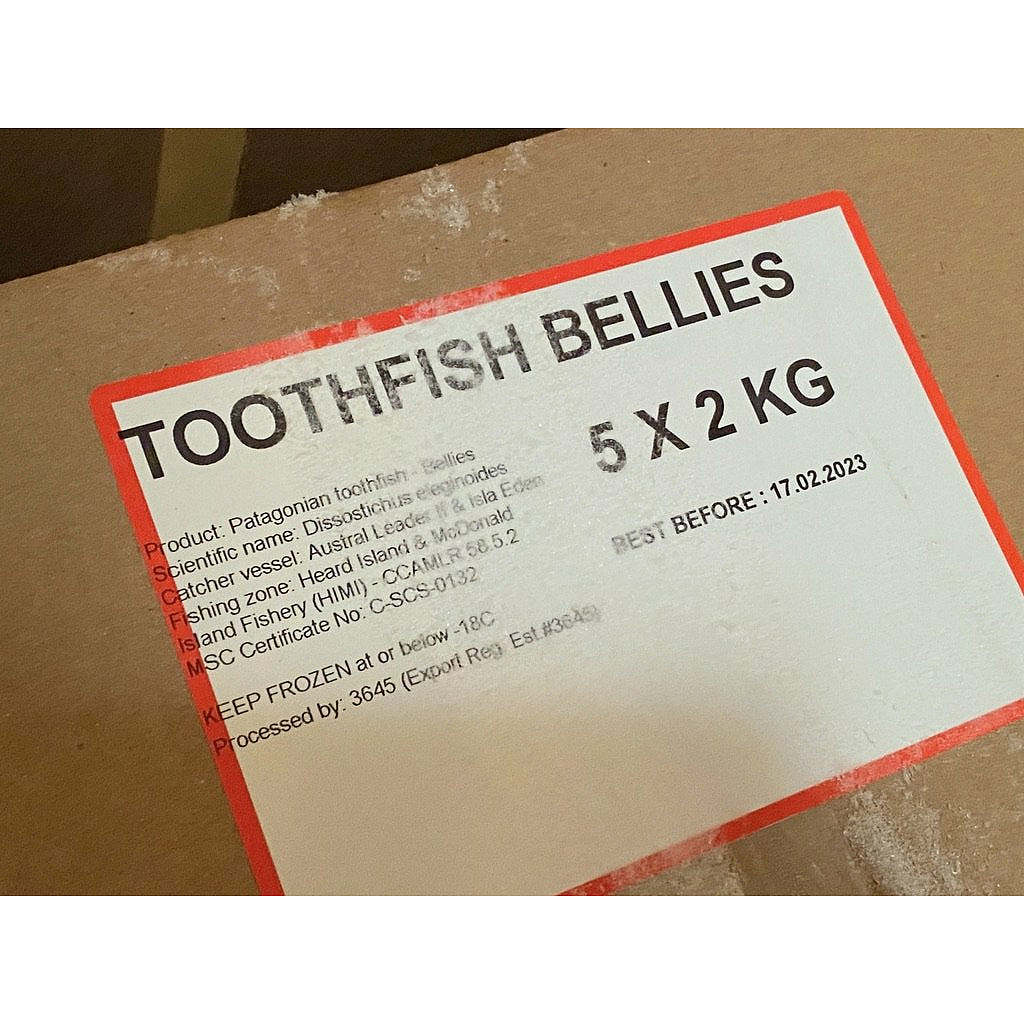 TOOTHFISH BELLIES
5 X 2 KG
BEST BEFORE : 17.02.2023
Product: Patagonian toothfish - Bellies
Scientific name: Dissostichus eleginoides
Catcher vessel: Austral Leader II & Isla Eden
Fishing zone: Heard Island & McDonald
Island Fishery (HIMI) - CCAMLR 58.5.2
MSC Certificate No: C-SCS-0132
KEEP FROZEN at or below -18C
Processed by: 3645 (Export Reg. Est.#3645)